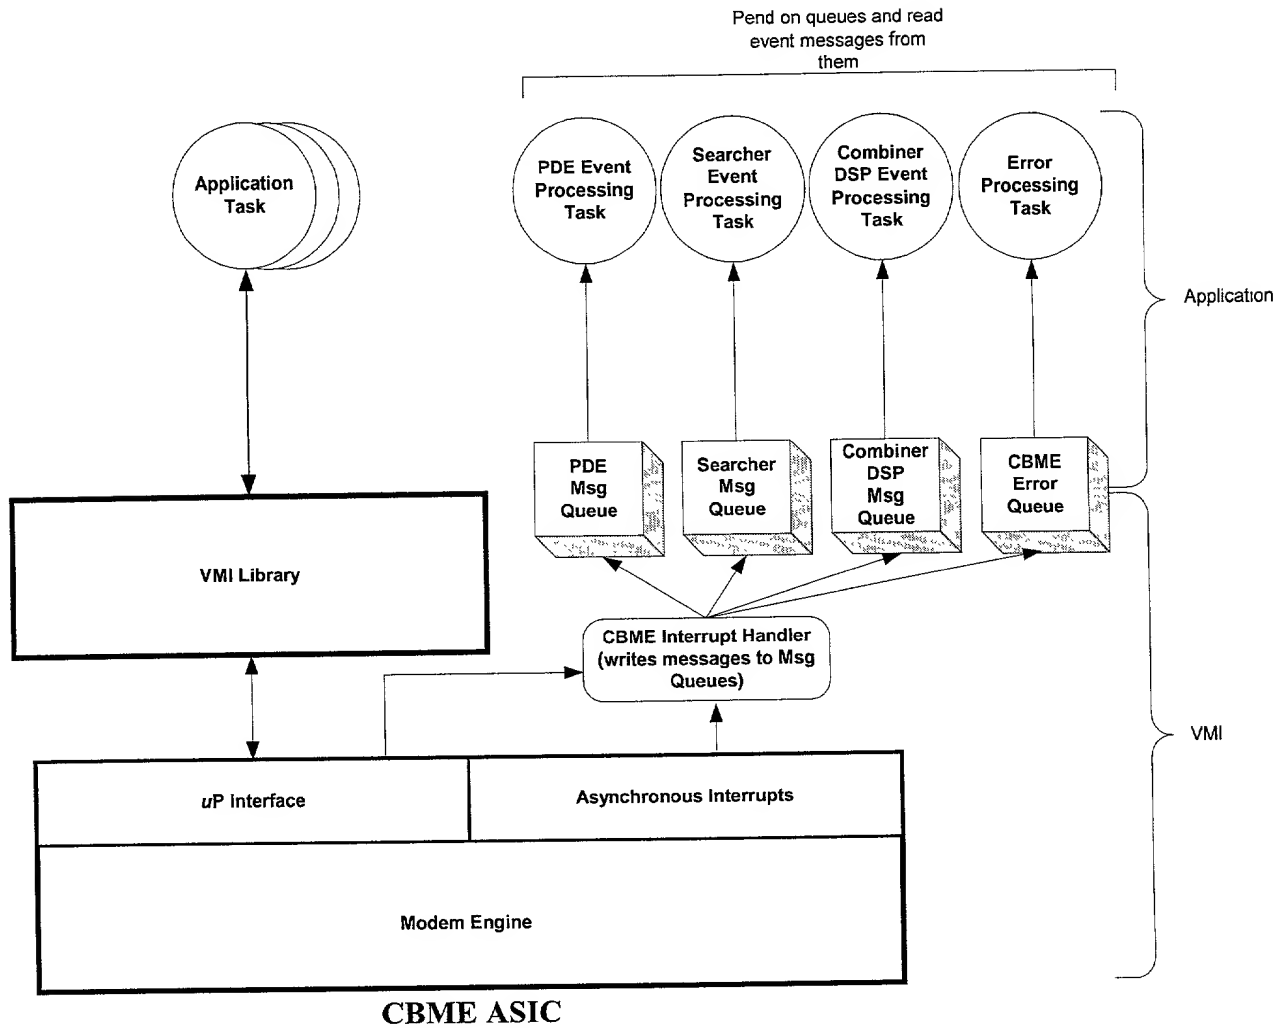 Pend on queues and read
event messages from
them
Application
Task
PDE Event
Processing
Task
Searcher
Event
Processing
Task
Combiner
DSP Event
Processing
Task
Error
Processing
Task
Application
PDE
Msg
Queue
Searcher
Msg
Queue
Combiner
DSP
Msg
Queue
CBME
Error
Queue
VMI Library
CBME Interrupt Handler
(writes messages to Msg
Queues)
VMI
uP interface
Asynchronous Interrupts
Modem Engine
CBME ASIC